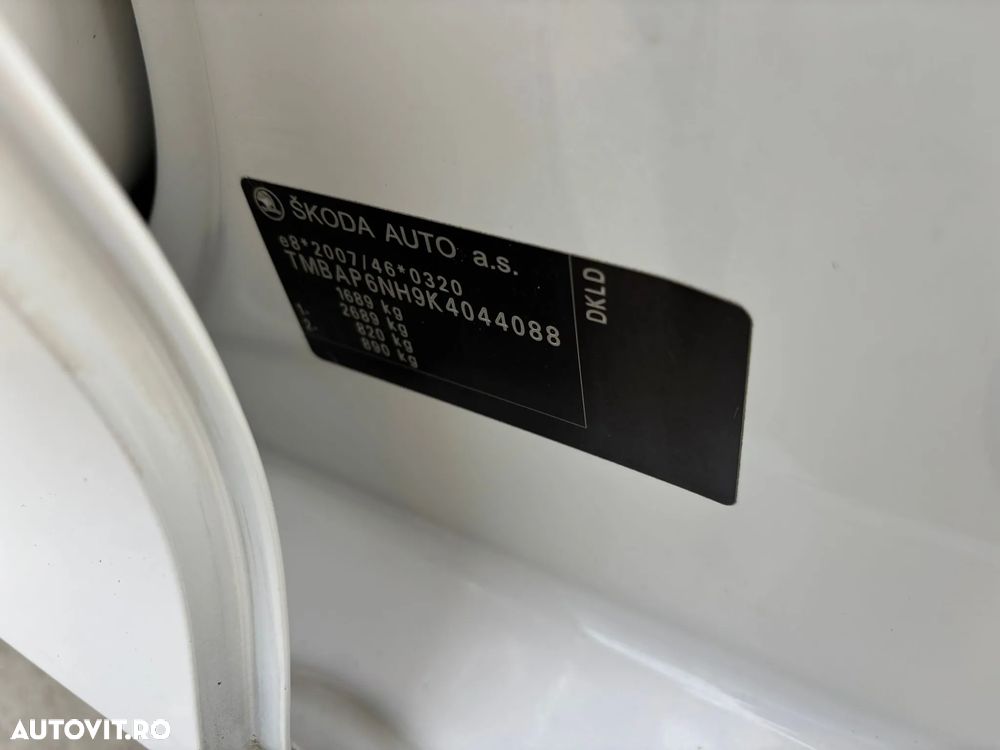 ŠKODA AUTO a.s.
e8*2007/46*0320
TMBAP6NH9K4044088
1689 kg
1- 2689 kg
2- 820 kg
890 kg
DKLD
AUTOVIT.RO